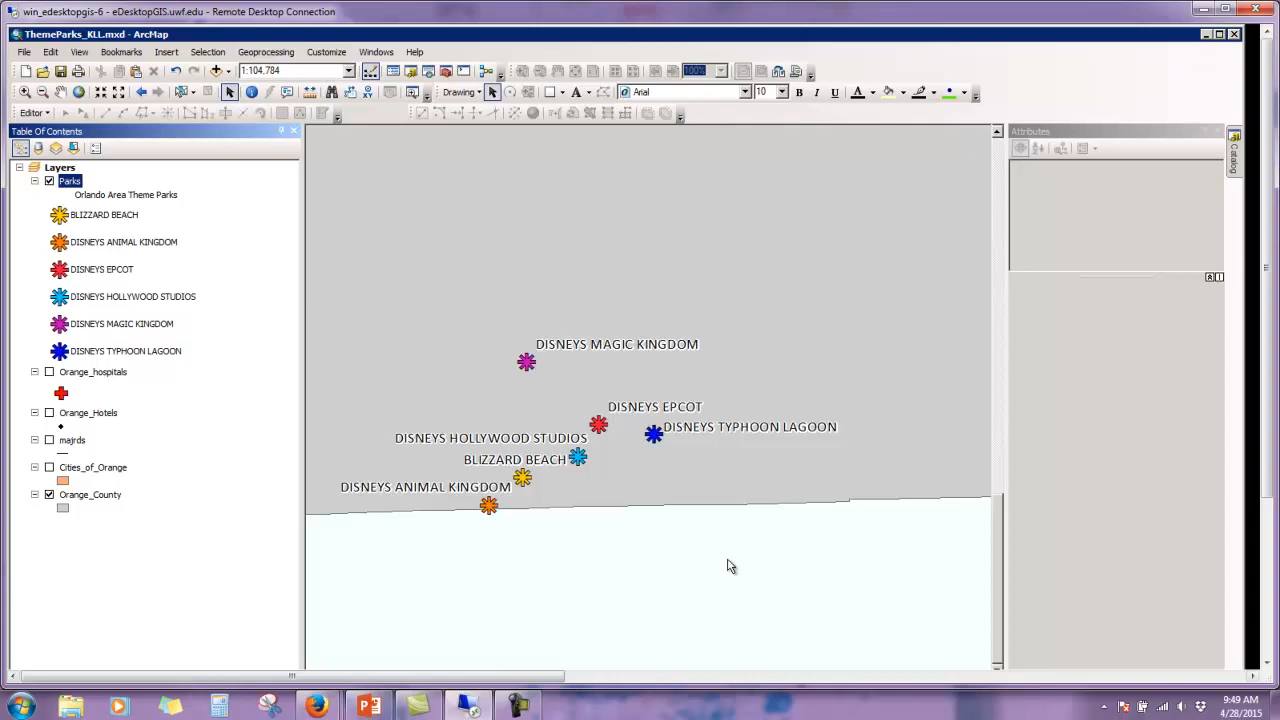 win_edesktopgis-6 - eDesktopGIS.uwf.edu - Remote Desktop Connection
ThemeParks_KLL.mxd - ArcMap
File Edit View Bookmarks Insert Selection Geoprocessing Customize Windows Help
1:104,784
100%
Drawing
Arial
10
B I U A
Editor
Table Of Contents
Layers
Parks
Orlando Area Theme Parks
BLIZZARD BEACH
DISNEYS ANIMAL KINGDOM
DISNEYS EPCOT
DISNEYS HOLLYWOOD STUDIOS
DISNEYS MAGIC KINGDOM
DISNEYS TYPHOON LAGOON
Orange_hospitals
Orange_Hotels
majrds
Cities_of_Orange
Orange_County
DISNEYS MAGIC KINGDOM
DISNEYS EPCOT
DISNEYS TYPHOON LAGOON
DISNEYS HOLLYWOOD STUDIOS
BLIZZARD BEACH
DISNEYS ANIMAL KINGDOM
Attributes
Catalog
9:49 AM
4/28/2015